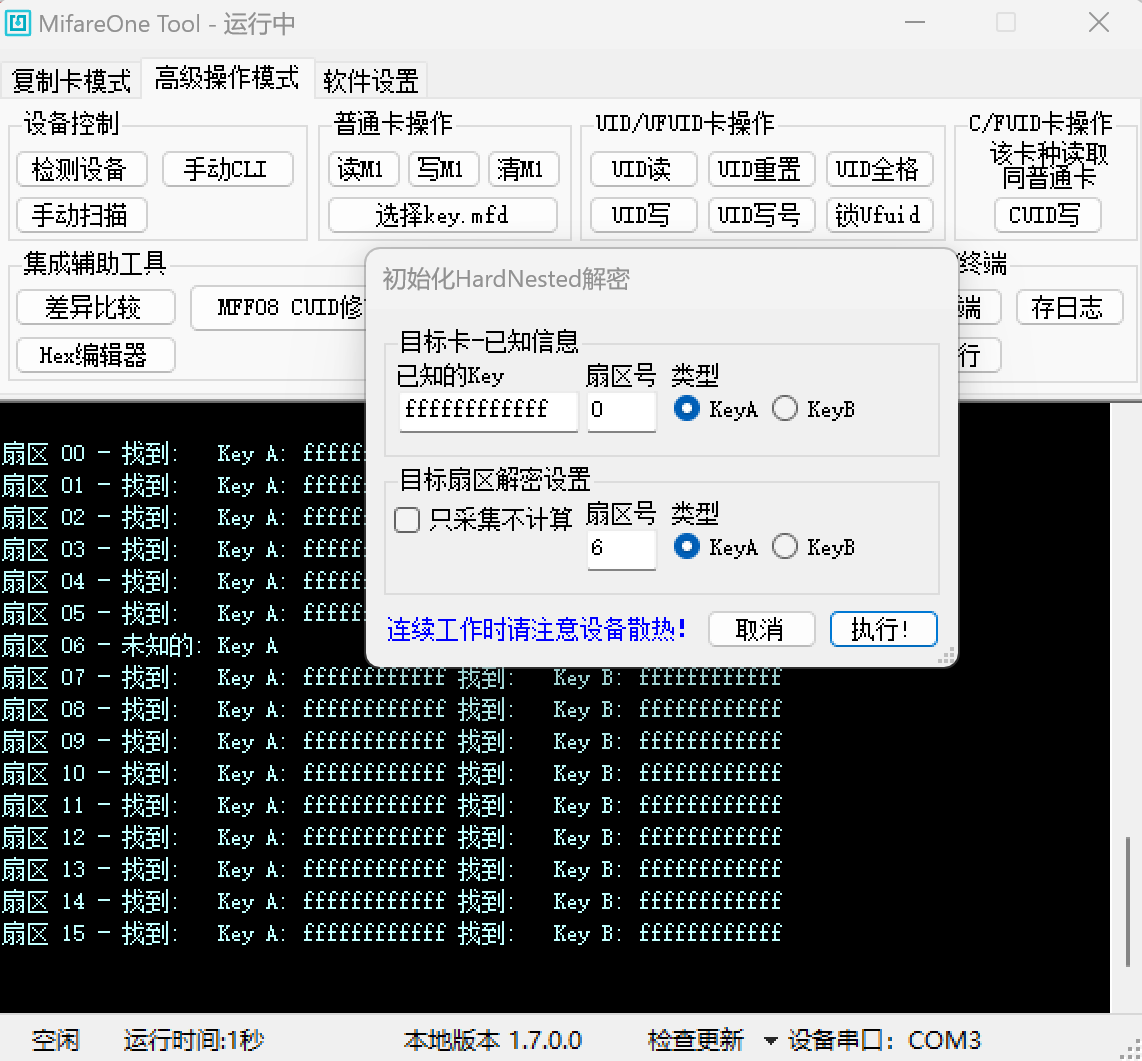 MifareOne Tool - 运行中
复制卡模式 高级操作模式 软件设置
设备控制 普通卡操作 UID/UFUID卡操作 C/FUID卡操作
检测设备 手动CLI 读M1 写M1 清M1 UID读 UID重置 UID全格 该卡种读取
同普通卡
手动扫描 选择key.mfd UID写 UID写号 锁Ufuid CUID写
集成辅助工具 终端
差异比较 MFF08 CUID修 端 存日志
Hex编辑器 行
初始化HardNested解密
目标卡-已知信息
已知的Key 扇区号 类型
ffffffffffff 0 KeyA KeyB
目标扇区解密设置
只采集不计算 扇区号 类型
6 KeyA KeyB
连续工作时请注意设备散热! 取消 执行!
扇区 00 - 找到: Key A: fffff
扇区 01 - 找到: Key A: fffff
扇区 02 - 找到: Key A: fffff
扇区 03 - 找到: Key A: fffff
扇区 04 - 找到: Key A: fffff
扇区 05 - 找到: Key A: fffff
扇区 06 - 未知的: Key A
扇区 07 - 找到: Key A: ffffffffffff 找到: Key B: ffffffffffff
扇区 08 - 找到: Key A: ffffffffffff 找到: Key B: ffffffffffff
扇区 09 - 找到: Key A: ffffffffffff 找到: Key B: ffffffffffff
扇区 10 - 找到: Key A: ffffffffffff 找到: Key B: ffffffffffff
扇区 11 - 找到: Key A: ffffffffffff 找到: Key B: ffffffffffff
扇区 12 - 找到: Key A: ffffffffffff 找到: Key B: ffffffffffff
扇区 13 - 找到: Key A: ffffffffffff 找到: Key B: ffffffffffff
扇区 14 - 找到: Key A: ffffffffffff 找到: Key B: ffffffffffff
扇区 15 - 找到: Key A: ffffffffffff 找到: Key B: ffffffffffff
空闲 运行时间:1秒 本地版本 1.7.0.0 检查更新 设备串口: COM3